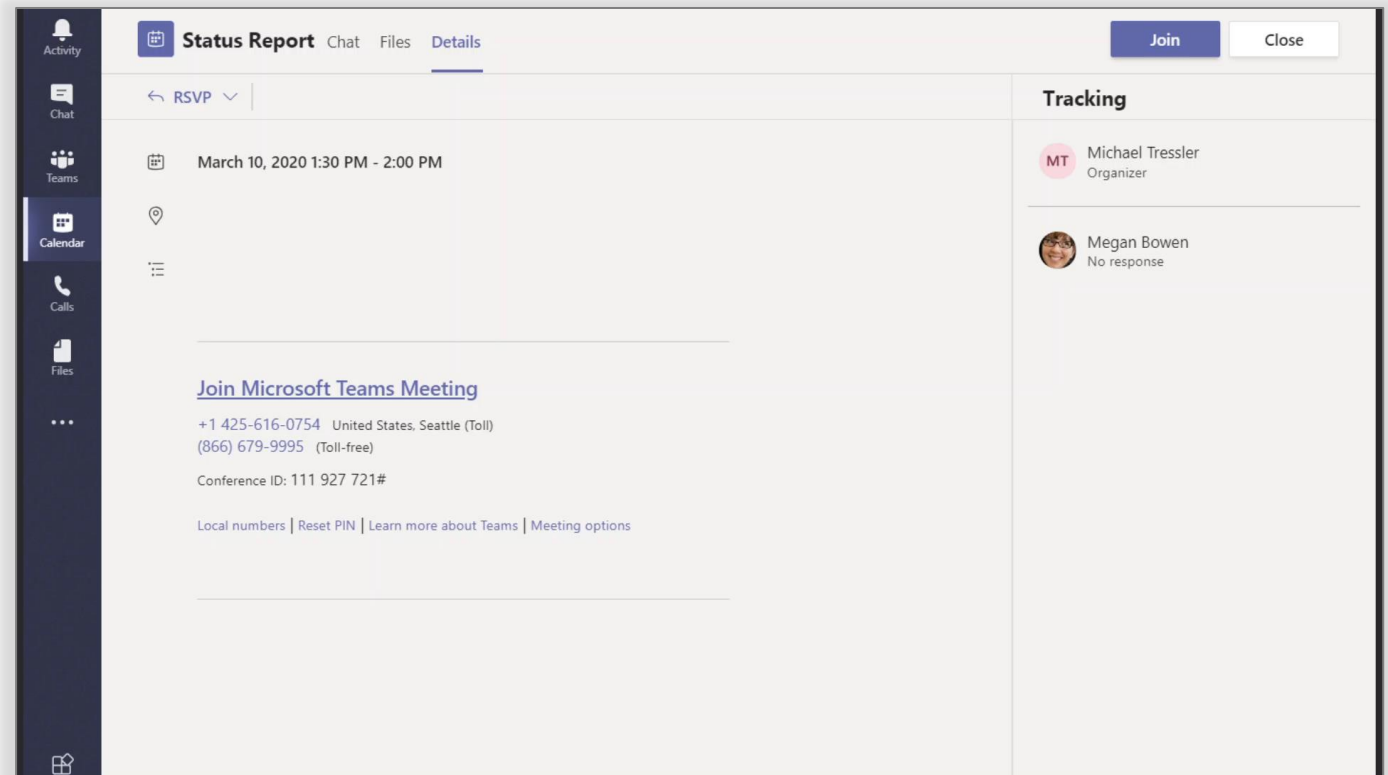 Activity
Chat
Teams
Calendar
Calls
Files
Status Report Chat Files Details
Join Close
RSVP
March 10, 2020 1:30 PM - 2:00 PM
Join Microsoft Teams Meeting
+1 425-616-0754 United States, Seattle (Toll)
(866) 679-9995 (Toll-free)
Conference ID: 111 927 721#
Local numbers | Reset PIN | Learn more about Teams | Meeting options
Tracking
MT Michael Tressler
Organizer
Megan Bowen
No response